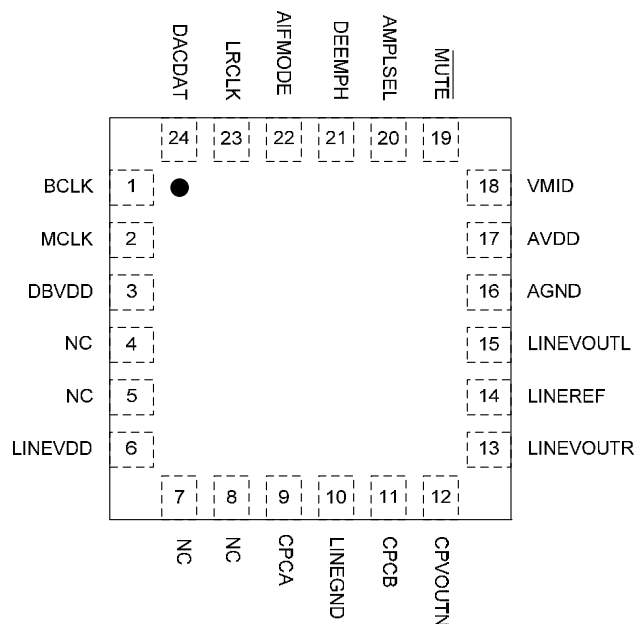 DACDAT LRCLK AIFMODE DEEMPH AMPLSEL MUTE
24 23 22 21 20 19
BCLK 1 18 VMID
MCLK 2 17 AVDD
DBVDD 3 16 AGND
NC 4 15 LINEVOUTL
NC 5 14 LINEREF
LINEVDD 6 13 LINEVOUTR
7 8 9 10 11 12
NC NC CPCA LINEGND CPCB CPVOUTN